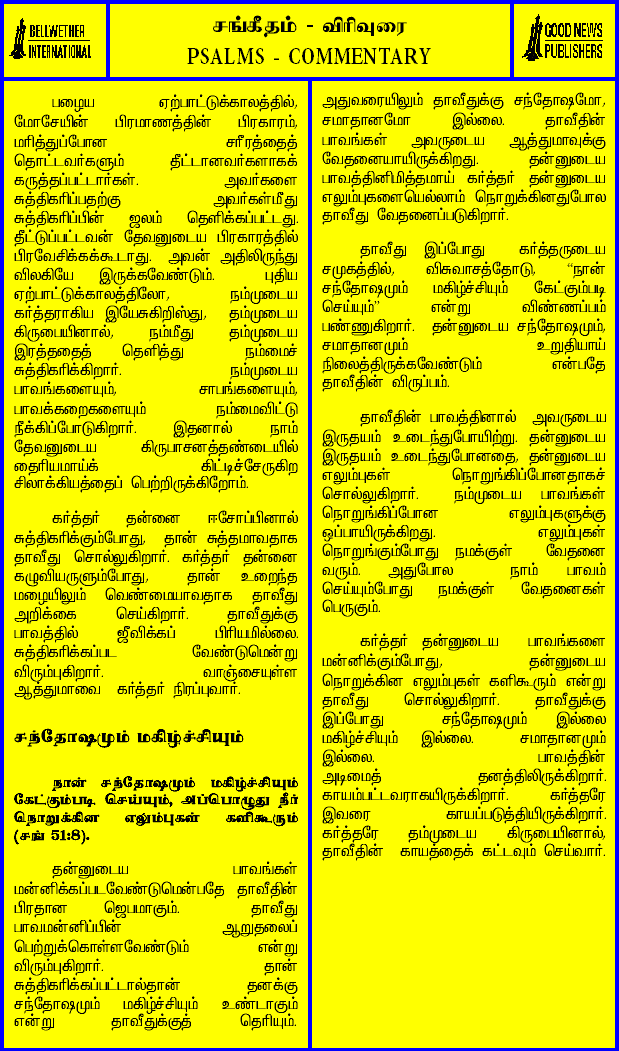 BELLWETHER
INTERNATIONAL
சங்கீதம் - விரிவுரை
PSALMS - COMMENTARY
GOOD NEWS
PUBLISHERS
பழைய ஏற்பாட்டுக்காலத்தில்,
மோசேயின் பிரமாணத்தின் பிரகாரம்,
மரித்துப்போன சரீரத்தைத்
தொட்டவர்களும் தீட்டானவர்களாகக்
கருத்தப்பட்டார்கள். அவர்களை
சுத்திகரிப்பதற்கு அவர்கள்மீது
சுத்திகரிப்பின் ஜலம் தெளிக்கப்பட்டது.
தீட்டுப்பட்டவன் தேவனுடைய பிரகாரத்தில்
பிரவேசிக்கக்கூடாது. அவன் அதிலிருந்து
விலகியே இருக்கவேண்டும். புதிய
ஏற்பாட்டுக்காலத்திலோ, நம்முடைய
கர்த்தராகிய இயேசுகிறிஸ்து, தம்முடைய
கிருபையினால், நம்மீது தம்முடைய
இரத்ததைத் தெளித்து நம்மைச்
சுத்திகரிக்கிறார். நம்முடைய
பாவங்களையும், சாபங்களையும்,
பாவக்கறைகளையும் நம்மைவிட்டு
நீக்கிப்போடுகிறார். இதனால் நாம்
தேவனுடைய கிருபாசனத்தண்டையில்
தைரியமாய்க் கிட்டிச்சேருகிற
சிலாக்கியத்தைப் பெற்றிருக்கிறோம்.
கர்த்தர் தன்னை ஈசோப்பினால்
சுத்திகரிக்கும்போது, தான் சுத்தமாவதாக
தாவீது சொல்லுகிறார். கர்த்தர் தன்னை
கழுவியருளும்போது, தான் உறைந்த
மழையிலும் வெண்மையாவதாக தாவீது
அறிக்கை செய்கிறார். தாவீதுக்கு
பாவத்தில் ஜீவிக்கப் பிரியமில்லை.
சுத்திகரிக்கப்பட வேண்டுமென்று
விரும்புகிறார். வாஞ்சையுள்ள
ஆத்துமாவை கர்த்தர் நிரப்புவார்.
சந்தோஷமும் மகிழ்ச்சியும்
நான் சந்தோஷமும் மகிழ்ச்சியும்
கேட்கும்படி செய்யும், அப்பொழுது நீர்
நொறுக்கின எலும்புகள் களிகூரும்
(சங் 51:8).
தன்னுடைய பாவங்கள்
மன்னிக்கப்படவேண்டுமென்பதே தாவீதின்
பிரதான ஜெபமாகும். தாவீது
பாவமன்னிப்பின் ஆறுதலைப்
பெற்றுக்கொள்ளவேண்டும் என்று
விரும்புகிறார். தான்
சுத்திகரிக்கப்பட்டால்தான் தனக்கு
சந்தோஷமும் மகிழ்ச்சியும் உண்டாகும்
என்று தாவீதுக்குத் தெரியும்.
அதுவரையிலும் தாவீதுக்கு சந்தோஷமோ,
சமாதானமோ இல்லை. தாவீதின்
பாவங்கள் அவருடைய ஆத்துமாவுக்கு
வேதனையாயிருக்கிறது. தன்னுடைய
பாவத்தினிமித்தமாய் கர்த்தர் தன்னுடைய
எலும்புகளையெல்லாம் நொறுக்கினதுபோல
தாவீது வேதனைப்படுகிறார்.
தாவீது இப்போது கர்த்தருடைய
சமுகத்தில், விசுவாசத்தோடு, “நான்
சந்தோஷமும் மகிழ்ச்சியும் கேட்கும்படி
செய்யும்” என்று விண்ணப்பம்
பண்ணுகிறார். தன்னுடைய சந்தோஷமும்,
சமாதானமும் உறுதியாய்
நிலைத்திருக்கவேண்டும் என்பதே
தாவீதின் விருப்பம்.
தாவீதின் பாவத்தினால் அவருடைய
இருதயம் உடைந்துபோயிற்று. தன்னுடைய
இருதயம் உடைந்துபோனதை, தன்னுடைய
எலும்புகள் நொறுங்கிப்போனதாகச்
சொல்லுகிறார். நம்முடைய பாவங்கள்
நொறுங்கிப்போன எலும்புகளுக்கு
ஒப்பாயிருக்கிறது. எலும்புகள்
நொறுங்கும்போது நமக்குள் வேதனை
வரும். அதுபோல நாம் பாவம்
செய்யும்போது நமக்குள் வேதனைகள்
பெருகும்.
கர்த்தர் தன்னுடைய பாவங்களை
மன்னிக்கும்போது, தன்னுடைய
நொறுக்கின எலும்புகள் களிகூரும் என்று
தாவீது சொல்லுகிறார். தாவீதுக்கு
இப்போது சந்தோஷமும் இல்லை
மகிழ்ச்சியும் இல்லை. சமாதானமும்
இல்லை. பாவத்தின்
அடிமைத் தனத்திலிருக்கிறார்.
காயம்பட்டவராகயிருக்கிறார். கர்த்தரே
இவரை காயப்படுத்தியிருக்கிறார்.
கர்த்தரே தம்முடைய கிருபையினால்,
தாவீதின் காயத்தைக் கட்டவும் செய்வார்.